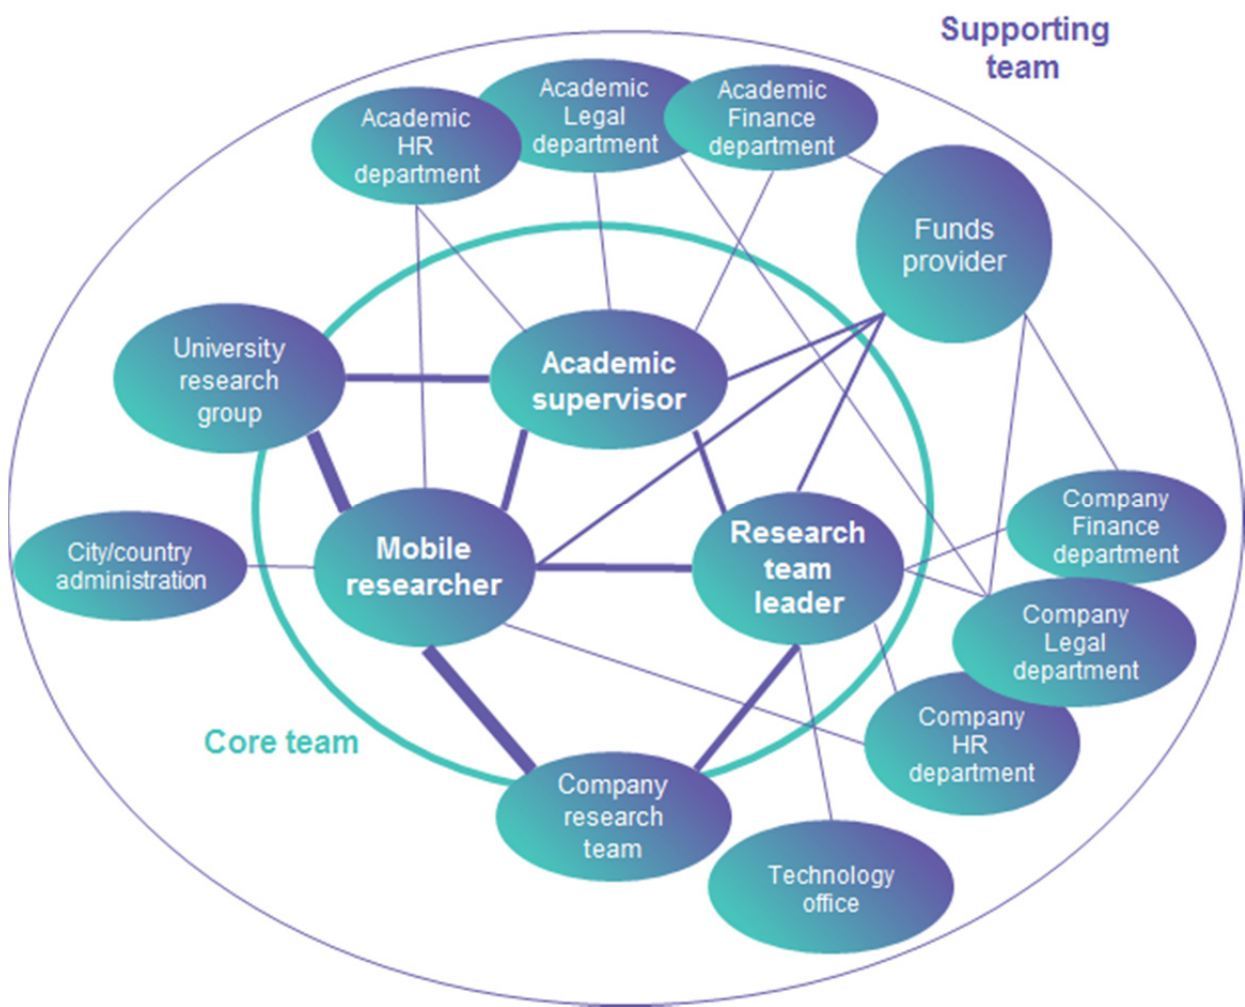 Supporting
team
Academic
HR
department
Academic
Legal
department
Academic
Finance
department
Funds
provider
University
research
group
Academic
supervisor
City/country
administration
Mobile
researcher
Research
team
leader
Company
Finance
department
Company
Legal
department
Company
HR
department
Core team
Company
research
team
Technology
office